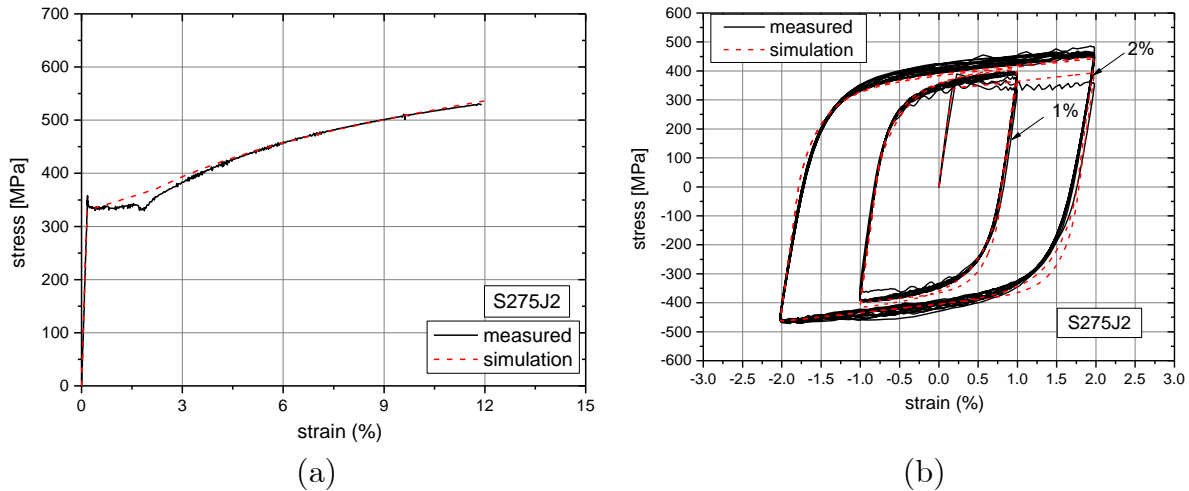 700
600
500
400
300
200
100
0
0 3 6 9 12 15
stress [MPa]
strain (%)
S275J2
measured
simulation
(a)
600
500
400
300
200
100
0
-100
-200
-300
-400
-500
-600
-3.0 -2.5 -2.0 -1.5 -1.0 -0.5 0.0 0.5 1.0 1.5 2.0 2.5 3.0
stress [MPa]
strain (%)
measured
simulation
2%
1%
S275J2
(b)